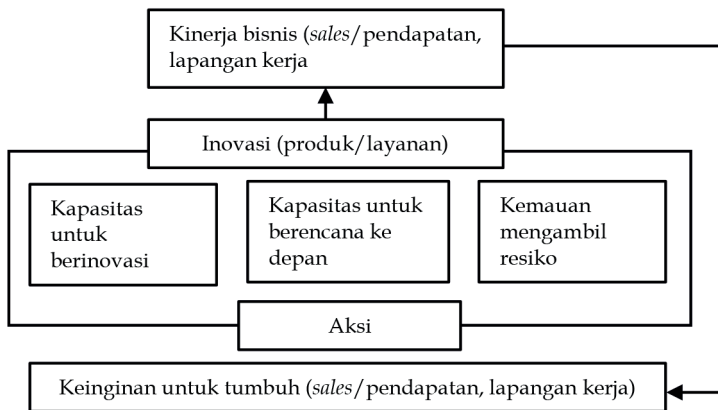 Kinerja bisnis (sales/pendapatan,
lapangan kerja
Inovasi (produk/layanan)
Kapasitas
untuk
berinovasi
Kapasitas untuk
berencana ke
depan
Kemauan
mengambil
resiko
Aksi
Keinginan untuk tumbuh (sales/pendapatan, lapangan kerja)